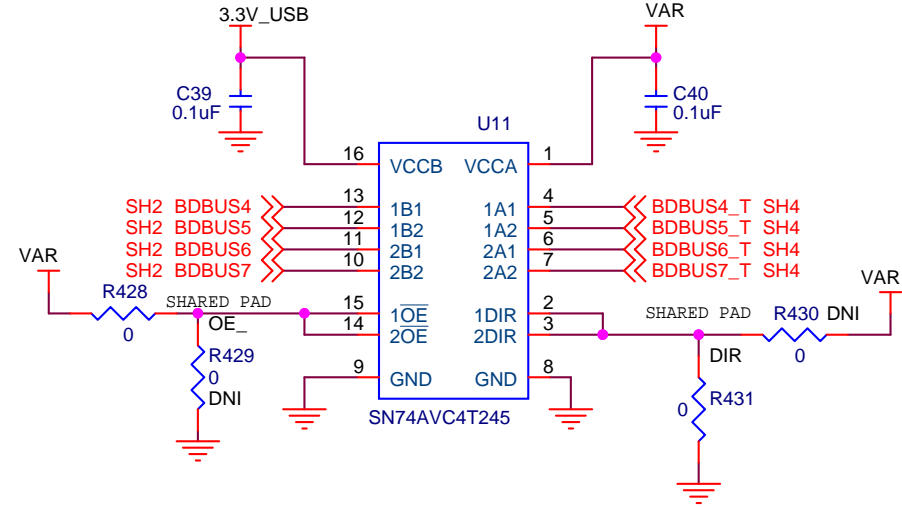 3.3V_USB
VAR
C39
0.1uF
C40
0.1uF
U11
16 VCCB VCCA 1
SH2 BDBUS4 13 1B1 1A1 4 BDBUS4_T SH4
SH2 BDBUS5 12 1B2 1A2 5 BDBUS5_T SH4
SH2 BDBUS6 11 2B1 2A1 6 BDBUS6_T SH4
SH2 BDBUS7 10 2B2 2A2 7 BDBUS7_T SH4
VAR
VAR
R428
0
SHARED PAD
OE_
15 1OE 1DIR 2
14 2OE 2DIR 3
SHARED PAD
DIR
R430 DNI
0
R429
0
DNI
9 GND GND 8
R431
0
SN74AVC4T245